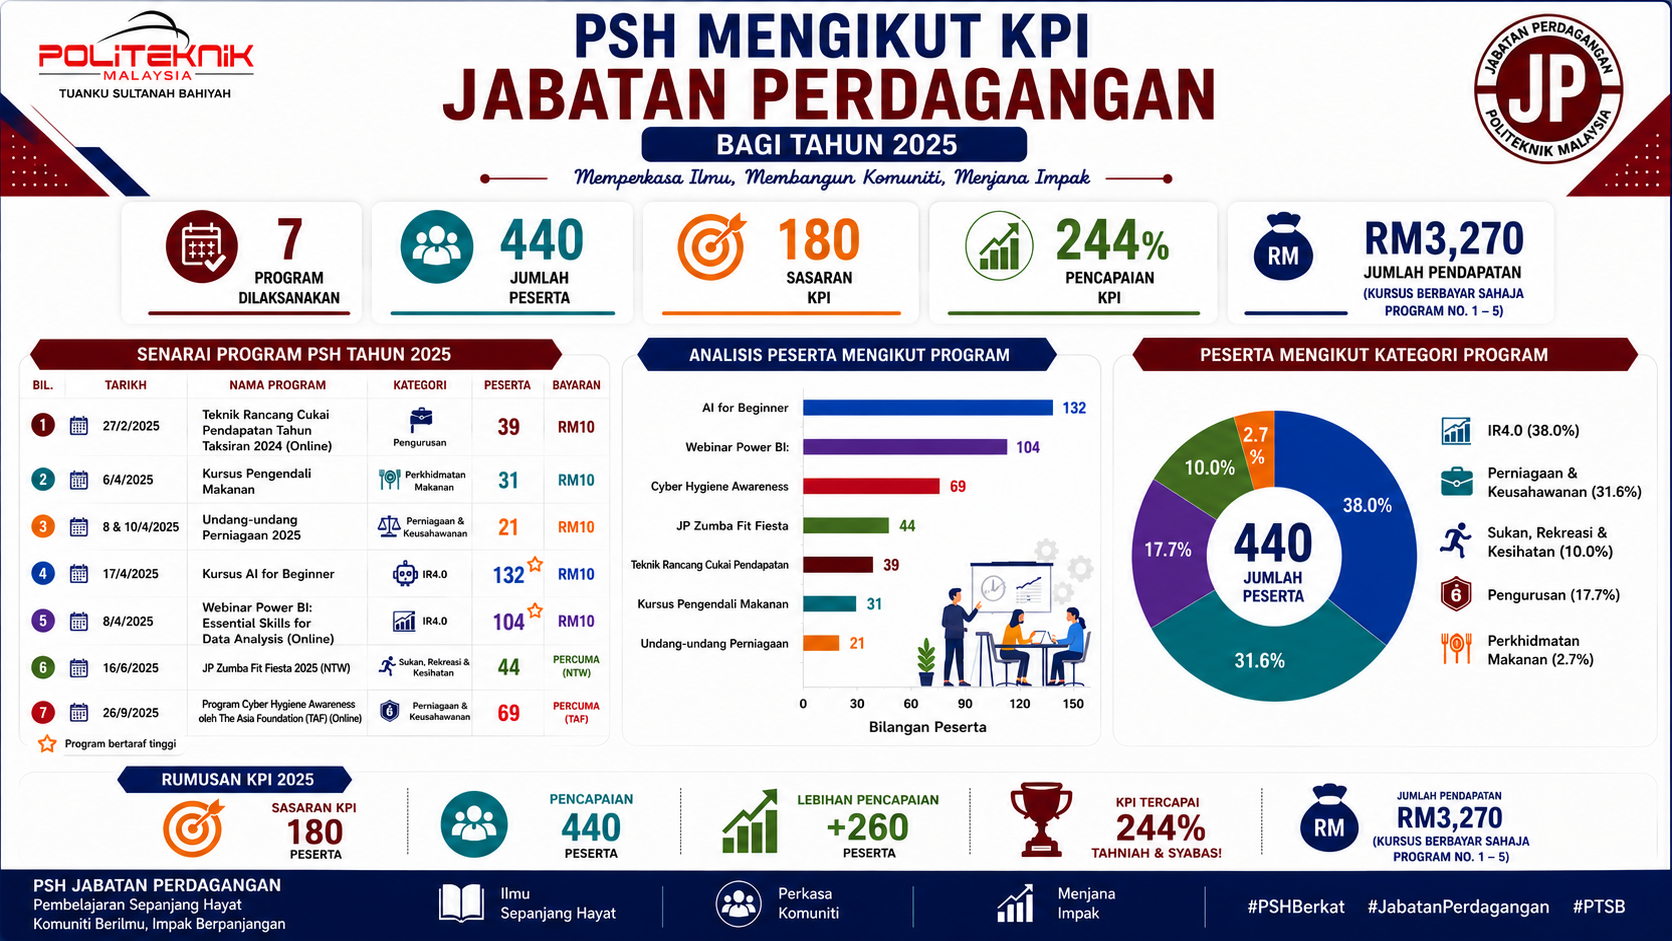 POLITEKNIK
MALAYSIA
TUANKU SULTANAH BAHIYAH
PSH MENGIKUT KPI
JABATAN PERDAGANGAN
BAGI TAHUN 2025
Memperkasa Ilmu, Membangun Komuniti, Menjana Impak
JABATAN PERDAGANGAN
JP
POLITEKNIK MALAYSIA
7
PROGRAM
DILAKSANAKAN
440
JUMLAH
PESERTA
180
SASARAN
KPI
244%
PENCAPAIAN
KPI
RM
RM3,270
JUMLAH PENDAPATAN
(KURSUS BERBAYAR SAHAJA
PROGRAM NO. 1 – 5)
SENARAI PROGRAM PSH TAHUN 2025
BIL. TARIKH NAMA PROGRAM KATEGORI PESERTA BAYARAN
1 27/2/2025 Teknik Rancang Cukai
Pendapatan Tahun
Taksiran 2024 (Online) Pengurusan 39 RM10
2 6/4/2025 Kursus Pengendali
Makanan Perkhidmatan
Makanan 31 RM10
3 8 & 10/4/2025 Undang-undang
Perniagaan 2025 Perniagaan &
Keusahawanan 21 RM10
4 17/4/2025 Kursus AI for Beginner IR4.0 132 RM10
5 8/4/2025 Webinar Power BI:
Essential Skills for
Data Analysis (Online) IR4.0 104 RM10
6 16/6/2025 JP Zumba Fit Fiesta 2025 (NTW) Sukan, Rekreasi &
Kesihatan 44 PERCUMA
(NTW)
7 26/9/2025 Program Cyber Hygiene Awareness
oleh The Asia Foundation (TAF) (Online) 6 Perniagaan &
Keusahawanan 69 PERCUMA
(TAF)
Program bertaraf tinggi
ANALISIS PESERTA MENGIKUT PROGRAM
AI for Beginner 132
Webinar Power BI: 104
Cyber Hygiene Awareness 69
JP Zumba Fit Fiesta 44
Teknik Rancang Cukai Pendapatan 39
Kursus Pengendali Makanan 31
Undang-undang Perniagaan 21
0 30 60 90 120 150
Bilangan Peserta
PESERTA MENGIKUT KATEGORI PROGRAM
38.0%
31.6%
17.7%
10.0%
2.7
%
440
JUMLAH
PESERTA
IR4.0 (38.0%)
Perniagaan &
Keusahawanan (31.6%)
Sukan, Rekreasi &
Kesihatan (10.0%)
6 Pengurusan (17.7%)
Perkhidmatan
Makanan (2.7%)
RUMUSAN KPI 2025
SASARAN KPI
180
PESERTA
PENCAPAIAN
440
PESERTA
LEBIHAN PENCAPAIAN
+260
PESERTA
KPI TERCAPAI
244%
TAHNIAH & SYABAS!
RM
JUMLAH PENDAPATAN
RM3,270
(KURSUS BERBAYAR SAHAJA
PROGRAM NO. 1 – 5)
PSH JABATAN PERDAGANGAN
Pembelajaran Sepanjang Hayat
Komuniti Berilmu, Impak Berpanjangan
Ilmu
Sepanjang Hayat
Perkasa
Komuniti
Menjana
Impak
#PSHBerkat #JabatanPerdagangan #PTSB